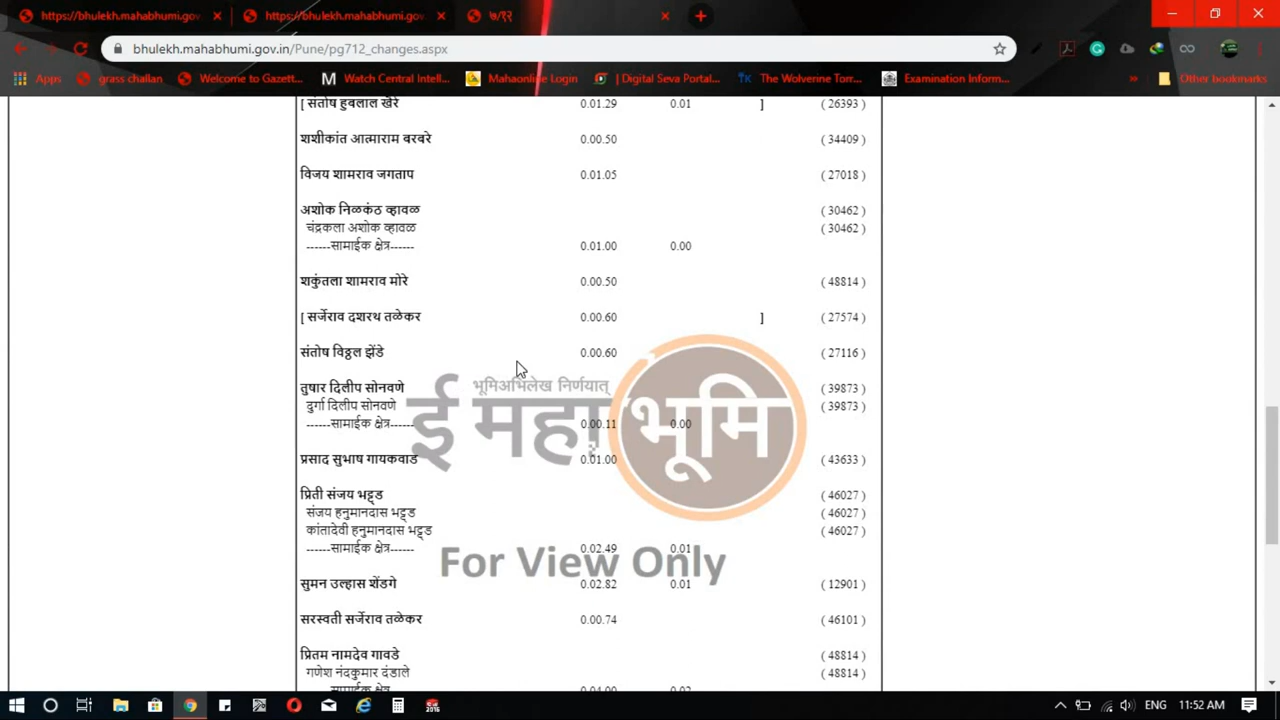 https://bhulekh.mahabhumi.gov. https://bhulekh.mahabhumi.gov. ७/१२
bhulekh.mahabhumi.gov.in/Pune/pg712_changes.aspx
Apps grass challan Welcome to Gazett... Watch Central Intell... Mahaonline Login | Digital Seva Portal... The Wolverine Torr... Examination Inform... » Other bookmarks
[ संतोष हुबलाल खैरे 0.01.29 0.01 ] ( 26393 )
शशीकांत आत्माराम बरबरे 0.00.50 ( 34409 )
विजय शामराव जगताप 0.01.05 ( 27018 )
अशोक निळकंठ व्हावळ ( 30462 )
चंद्रकला अशोक व्हावळ ( 30462 )
------सामाईक क्षेत्र------ 0.01.00 0.00
शकुंतला शामराव मोरे 0.00.50 ( 48814 )
[ सर्जेराव दशरथ तळेकर 0.00.60 ] ( 27574 )
संतोष विठ्ठल झेंडे 0.00.60 ( 27116 )
तुषार दिलीप सोनवणे ( 39873 )
दुर्गा दिलीप सोनवणे ( 39873 )
------सामाईक क्षेत्र------ 0.00.11 0.00
प्रसाद सुभाष गायकवाड 0.01.00 ( 43633 )
प्रिती संजय भट्टड ( 46027 )
संजय हनुमानदास भट्टड ( 46027 )
कांतादेवी हनुमानदास भट्टड ( 46027 )
------सामाईक क्षेत्र------ 0.02.49 0.01
सुमन उल्हास शेंडगे 0.02.82 0.01 ( 12901 )
सरस्वती सर्जेराव तळेकर 0.00.74 ( 46101 )
प्रितम नामदेव गावडे ( 48814 )
गणेश नंदकुमार दंडाले ( 48814 )
सामाईक क्षेत्र 0.04.00 0.02
भूमिअभिलेख निर्णयात्
ई महाभूमि
For View Only
ENG 11:52 AM